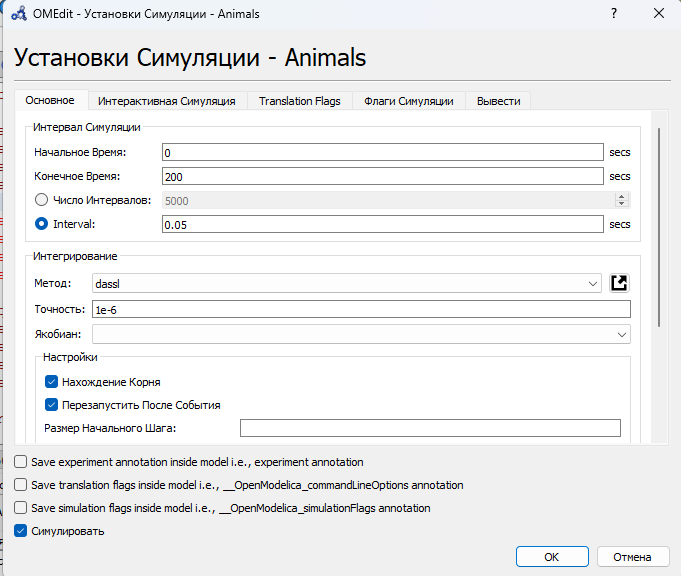 OMEdit - Установки Симуляции - Animals
Установки Симуляции - Animals
Основное Интерактивная Симуляция Translation Flags Флаги Симуляции Вывести
Интервал Симуляции
Начальное Время: 0 secs
Конечное Время: 200 secs
Число Интервалов: 5000
Interval: 0.05 secs
Интегрирование
Метод: dassl
Точность: 1e-6
Якобиан:
Настройки
Нахождение Корня
Перезапустить После События
Размер Начального Шага:
Save experiment annotation inside model i.e., experiment annotation
Save translation flags inside model i.e., __OpenModelica_commandLineOptions annotation
Save simulation flags inside model i.e., __OpenModelica_simulationFlags annotation
Симулировать
OK Отмена